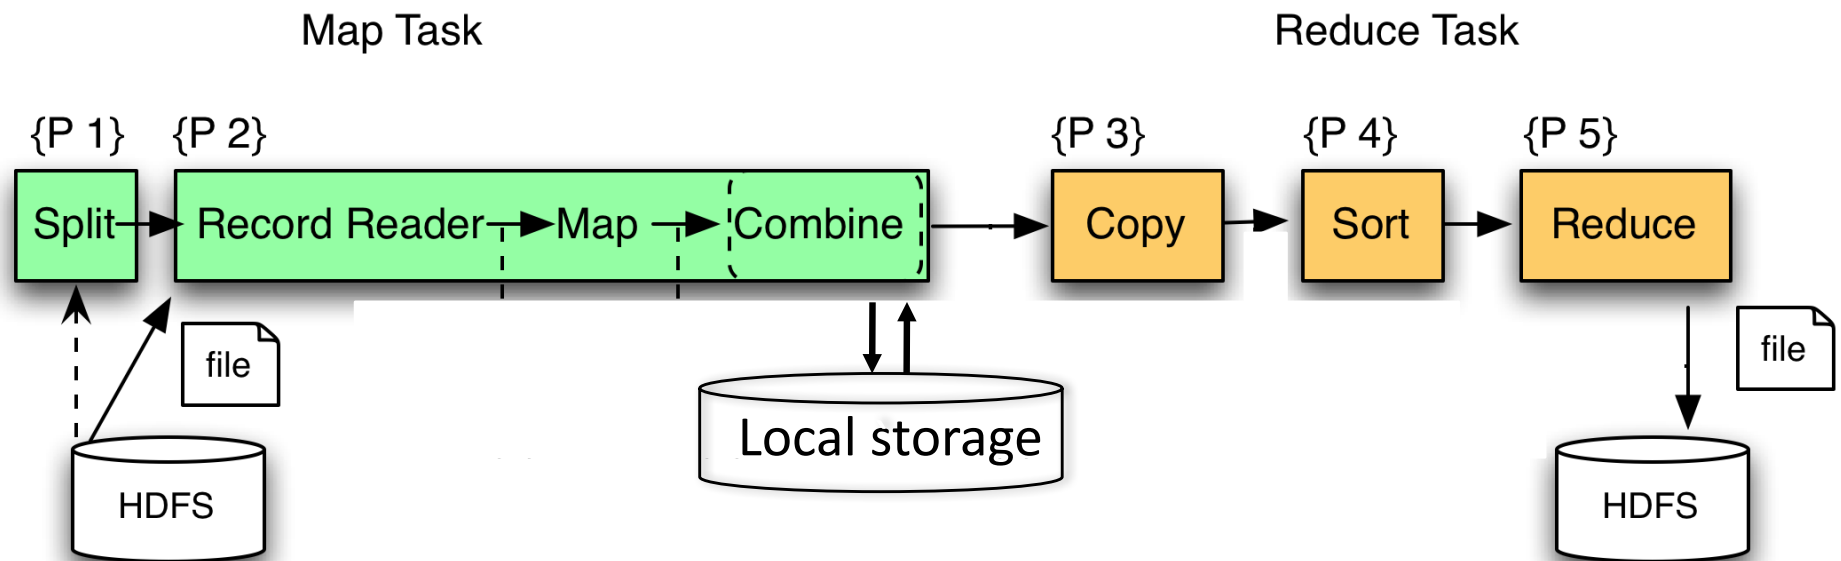 Map Task
Reduce Task
{P 1}
{P 2}
{P 3}
{P 4}
{P 5}
Split
Record Reader
Map
Combine
Copy
Sort
Reduce
file
file
Local storage
HDFS
HDFS